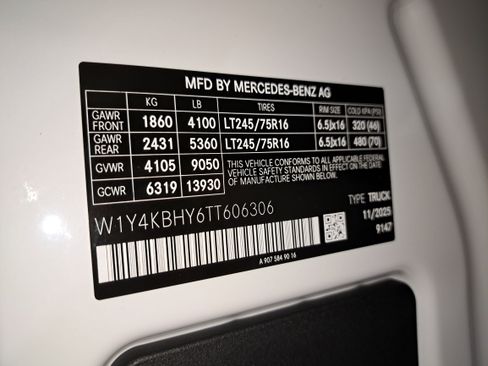 MFD BY MERCEDES-BENZ AG
KG LB TIRES RIM SIZE COLD KPA (PSI)
GAWR FRONT 1860 4100 LT245/75R16 6.5Jx16 320 (46)
GAWR REAR 2431 5360 LT245/75R16 6.5Jx16 480 (70)
GVWR 4105 9050
GCWR 6319 13930
THIS VEHICLE CONFORMS TO ALL APPLICABLE FEDERAL
VEHICLE SAFETY STANDARDS IN EFFECT ON THE DATE
OF MANUFACTURE SHOWN ABOVE.
W1Y4KBHY6TT606306
TYPE TRUCK
11/2025
9147
A 907 584 90 16